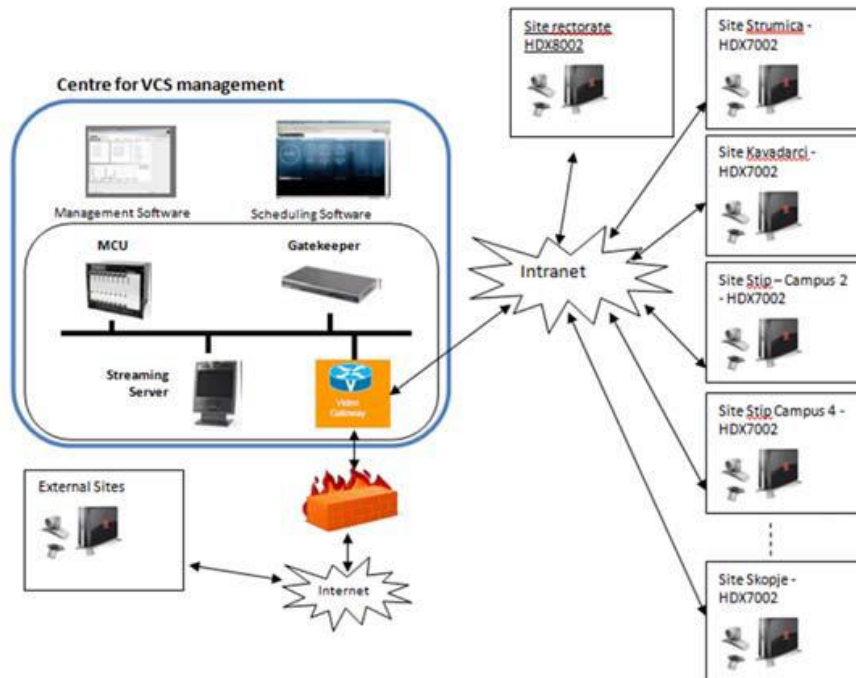 Site rectorate
HDX8002
Site Strumica -
HDX7002
Centre for VCS management
Management Software
Scheduling Software
Site Kavadarci -
HDX7002
MCU
Gatekeeper
Intranet
Site Stip – Campus 2
- HDX7002
Streaming
Server
V
Video
Gateway
Site Stip Campus 4 -
HDX7002
External Sites
Internet
Site Skopje -
HDX7002